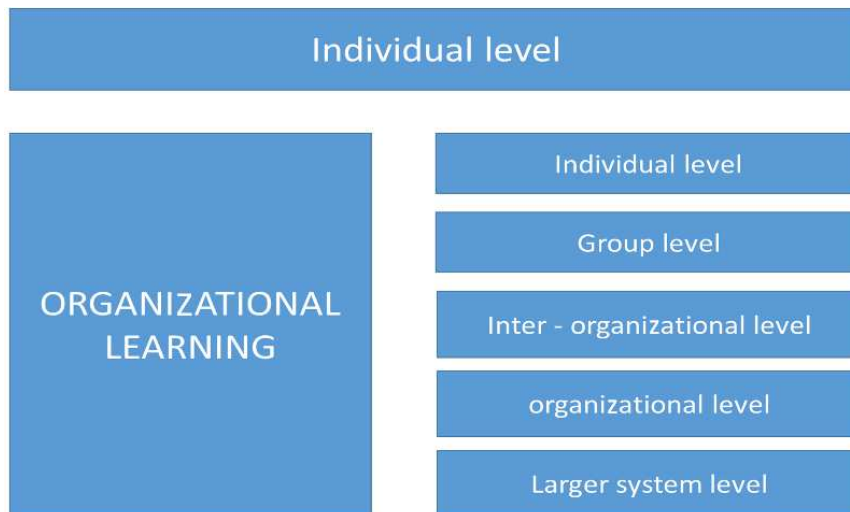 Individual level
ORGANIZATIONAL
LEARNING
Individual level
Group level
Inter - organizational level
organizational level
Larger system level